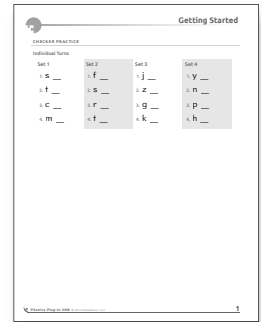 Getting Started
CHECKER PRACTICE
Individual Turns
Set 1 Set 2 Set 3 Set 4
1. s __ 1. f __ 1. j __ 1. y __
2. t __ 2. s __ 2. z __ 2. n __
3. c __ 3. r __ 3. g __ 3. p __
4. m __ 4. t __ 4. k __ 4. h __
Phonics Plug-in ONE
1